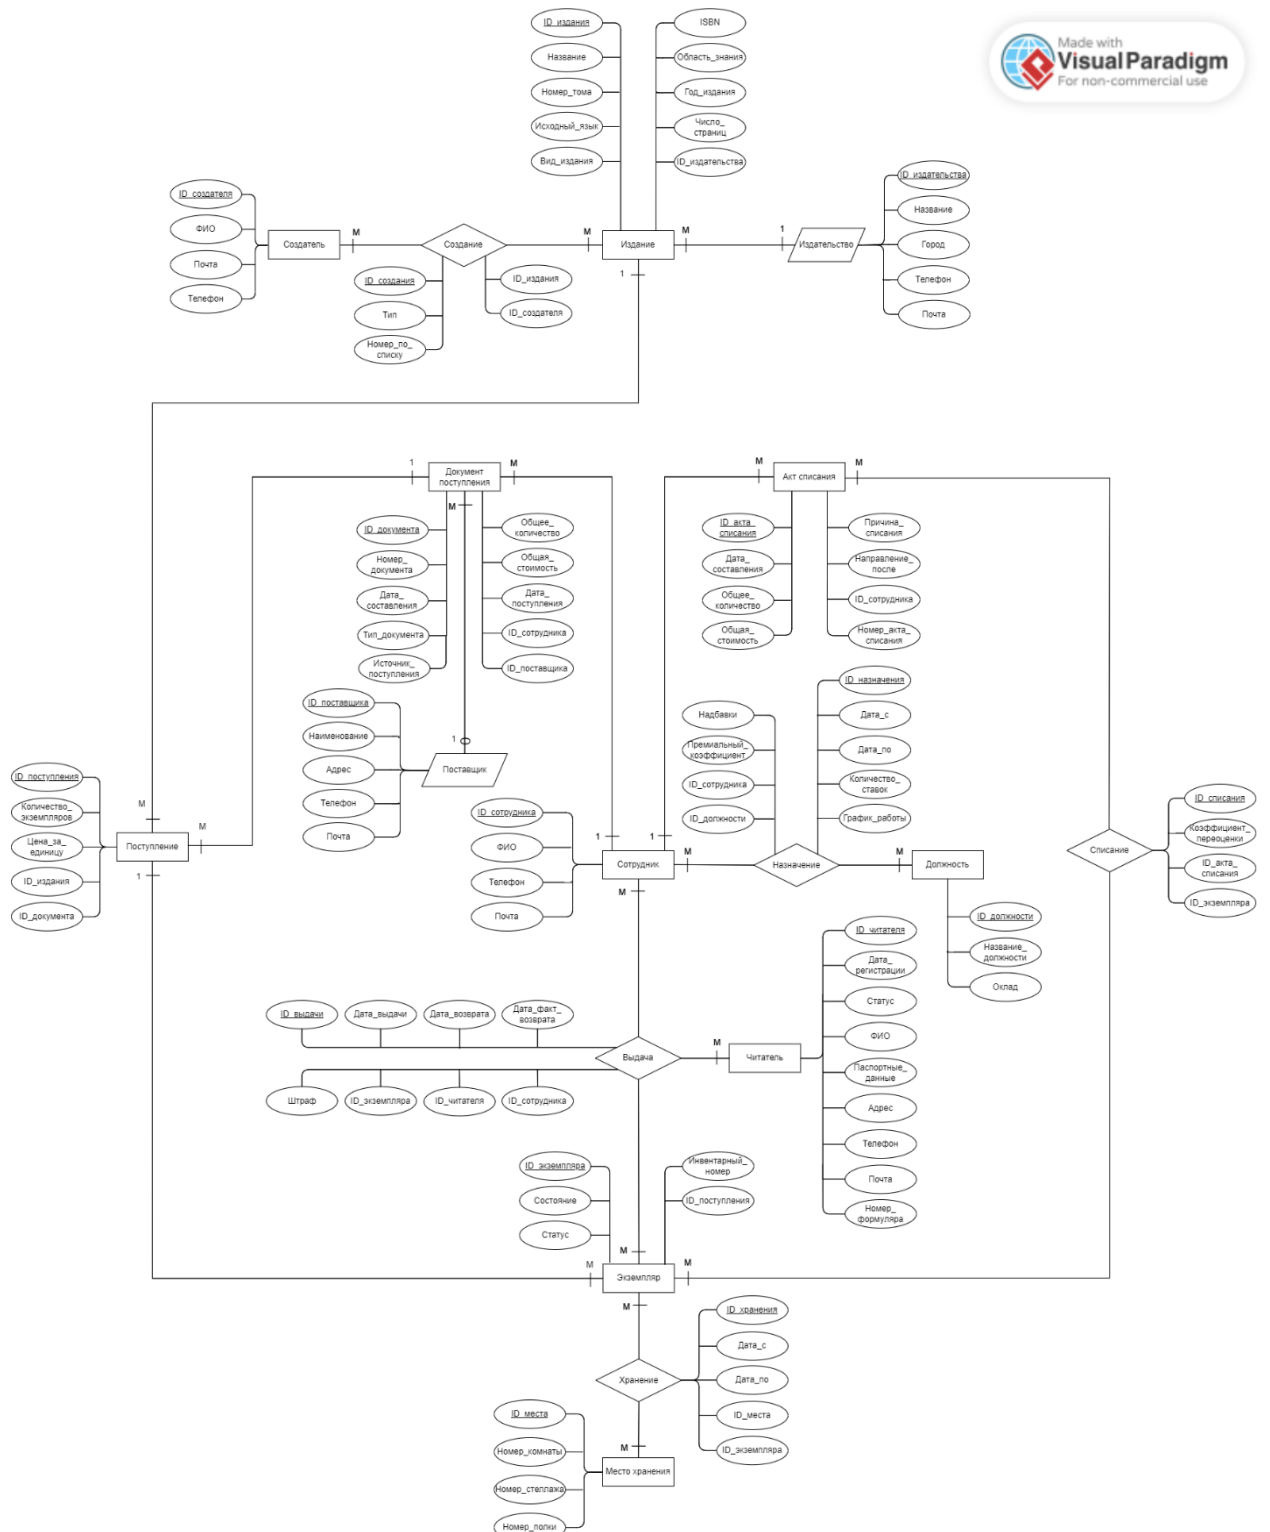 Made with
Visual Paradigm
For non-commercial use
ID_издания
Название
Номер_тома
Исходный_язык
Вид_издания
ISBN
Область_знания
Год_издания
Число_
страниц
ID_издательства
ID_создателя
ФИО
Почта
Телефон
Создатель
M
Создание
M
Издание
M
1
Издательство
1
ID_издательства
Название
Город
Телефон
Почта
ID_создания
Тип
Номер_по_
списку
ID_издания
ID_создателя
1
Документ
поступления
M
M
ID_документа
Номер_
документа
Дата_
составления
Тип_документа
Источник_
поступления
Общее_
количество
Общая_
стоимость
Дата_
поступления
ID_сотрудника
ID_поставщика
M
Акт списания
M
ID_акта_
списания
Дата_
составления
Общее_
количество
Общая_
стоимость
Причина_
списания
Направление_
после
ID_сотрудника
Номер_акта_
списания
ID_поставщика
Наименование
Адрес
Телефон
Почта
1
Поставщик
Надбавки
Премиальный_
коэффициент
ID_сотрудника
ID_должности
ID_назначения
Дата_с
Дата_по
Количество_
ставок
График_работы
ID_поступления
Количество_
экземпляров
Цена_за_
единицу
ID_издания
ID_документа
M
M
Поступление
1
ID_сотрудника
ФИО
Телефон
Почта
1
1
Сотрудник
M
M
Назначение
M
Должность
ID_должности
Название_
должности
Оклад
Списание
ID_списания
Коэффициент_
переоценки
ID_акта_
списания
ID_экземпляра
ID_выдачи
Дата_выдачи
Дата_возврата
Дата_факт_
возврата
Штраф
ID_экземпляра
ID_читателя
ID_сотрудника
Выдача
M
Читатель
ID_читателя
Дата_
регистрации
Статус
ФИО
Паспортные_
данные
Адрес
Телефон
Почта
Номер_
формуляра
ID_экземпляра
Состояние
Статус
Инвентарный_
номер
ID_поступления
M
M
Экземпляр
M
M
Хранение
ID_хранения
Дата_с
Дата_по
ID_места
ID_экземпляра
M
Место хранения
ID_места
Номер_комнаты
Номер_стеллажа
Номер_полки